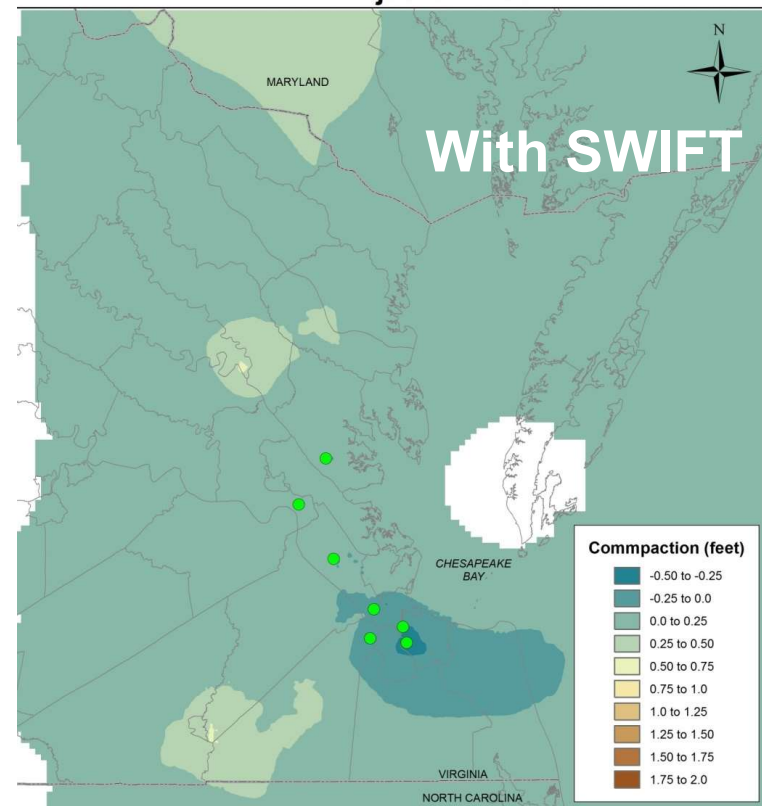 N
MARYLAND
With SWIFT
CHESAPEAKE
BAY
Commpaction (feet)
-0.50 to -0.25
-0.25 to 0.0
0.0 to 0.25
0.25 to 0.50
0.50 to 0.75
0.75 to 1.0
1.0 to 1.25
1.25 to 1.50
1.50 to 1.75
1.75 to 2.0
VIRGINIA
NORTH CAROLINA